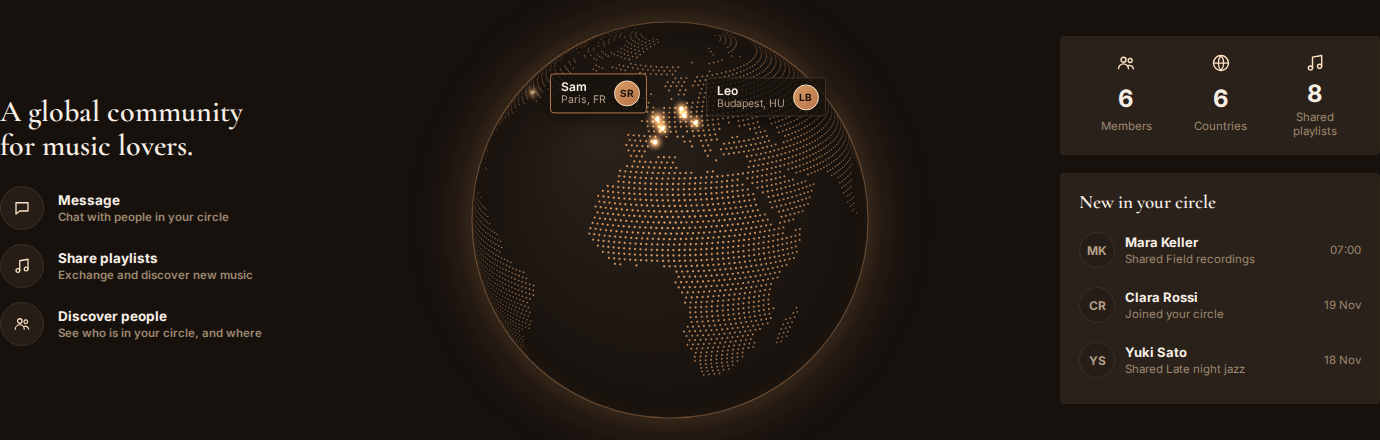 A global community
for music lovers.
Message
Chat with people in your circle
Share playlists
Exchange and discover new music
Discover people
See who is in your circle, and where
Sam
Paris, FR
SR
Leo
Budapest, HU
LB
6
Members
6
Countries
8
Shared
playlists
New in your circle
MK
Mara Keller
Shared Field recordings
07:00
CR
Clara Rossi
Joined your circle
19 Nov
YS
Yuki Sato
Shared Late night jazz
18 Nov